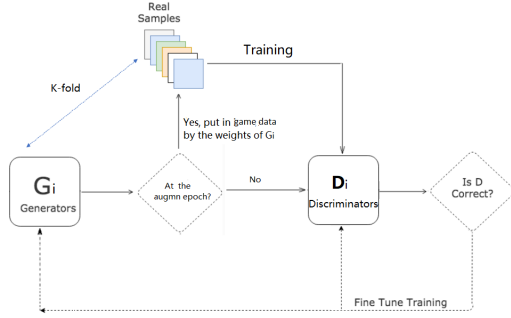 Real
Samples
Training
K-fold
Yes, put in game data
by the weights of Gi
Gi
Generators
At the
augmn epoch?
No
Di
Discriminators
Is D
Correct?
Fine Tune Training